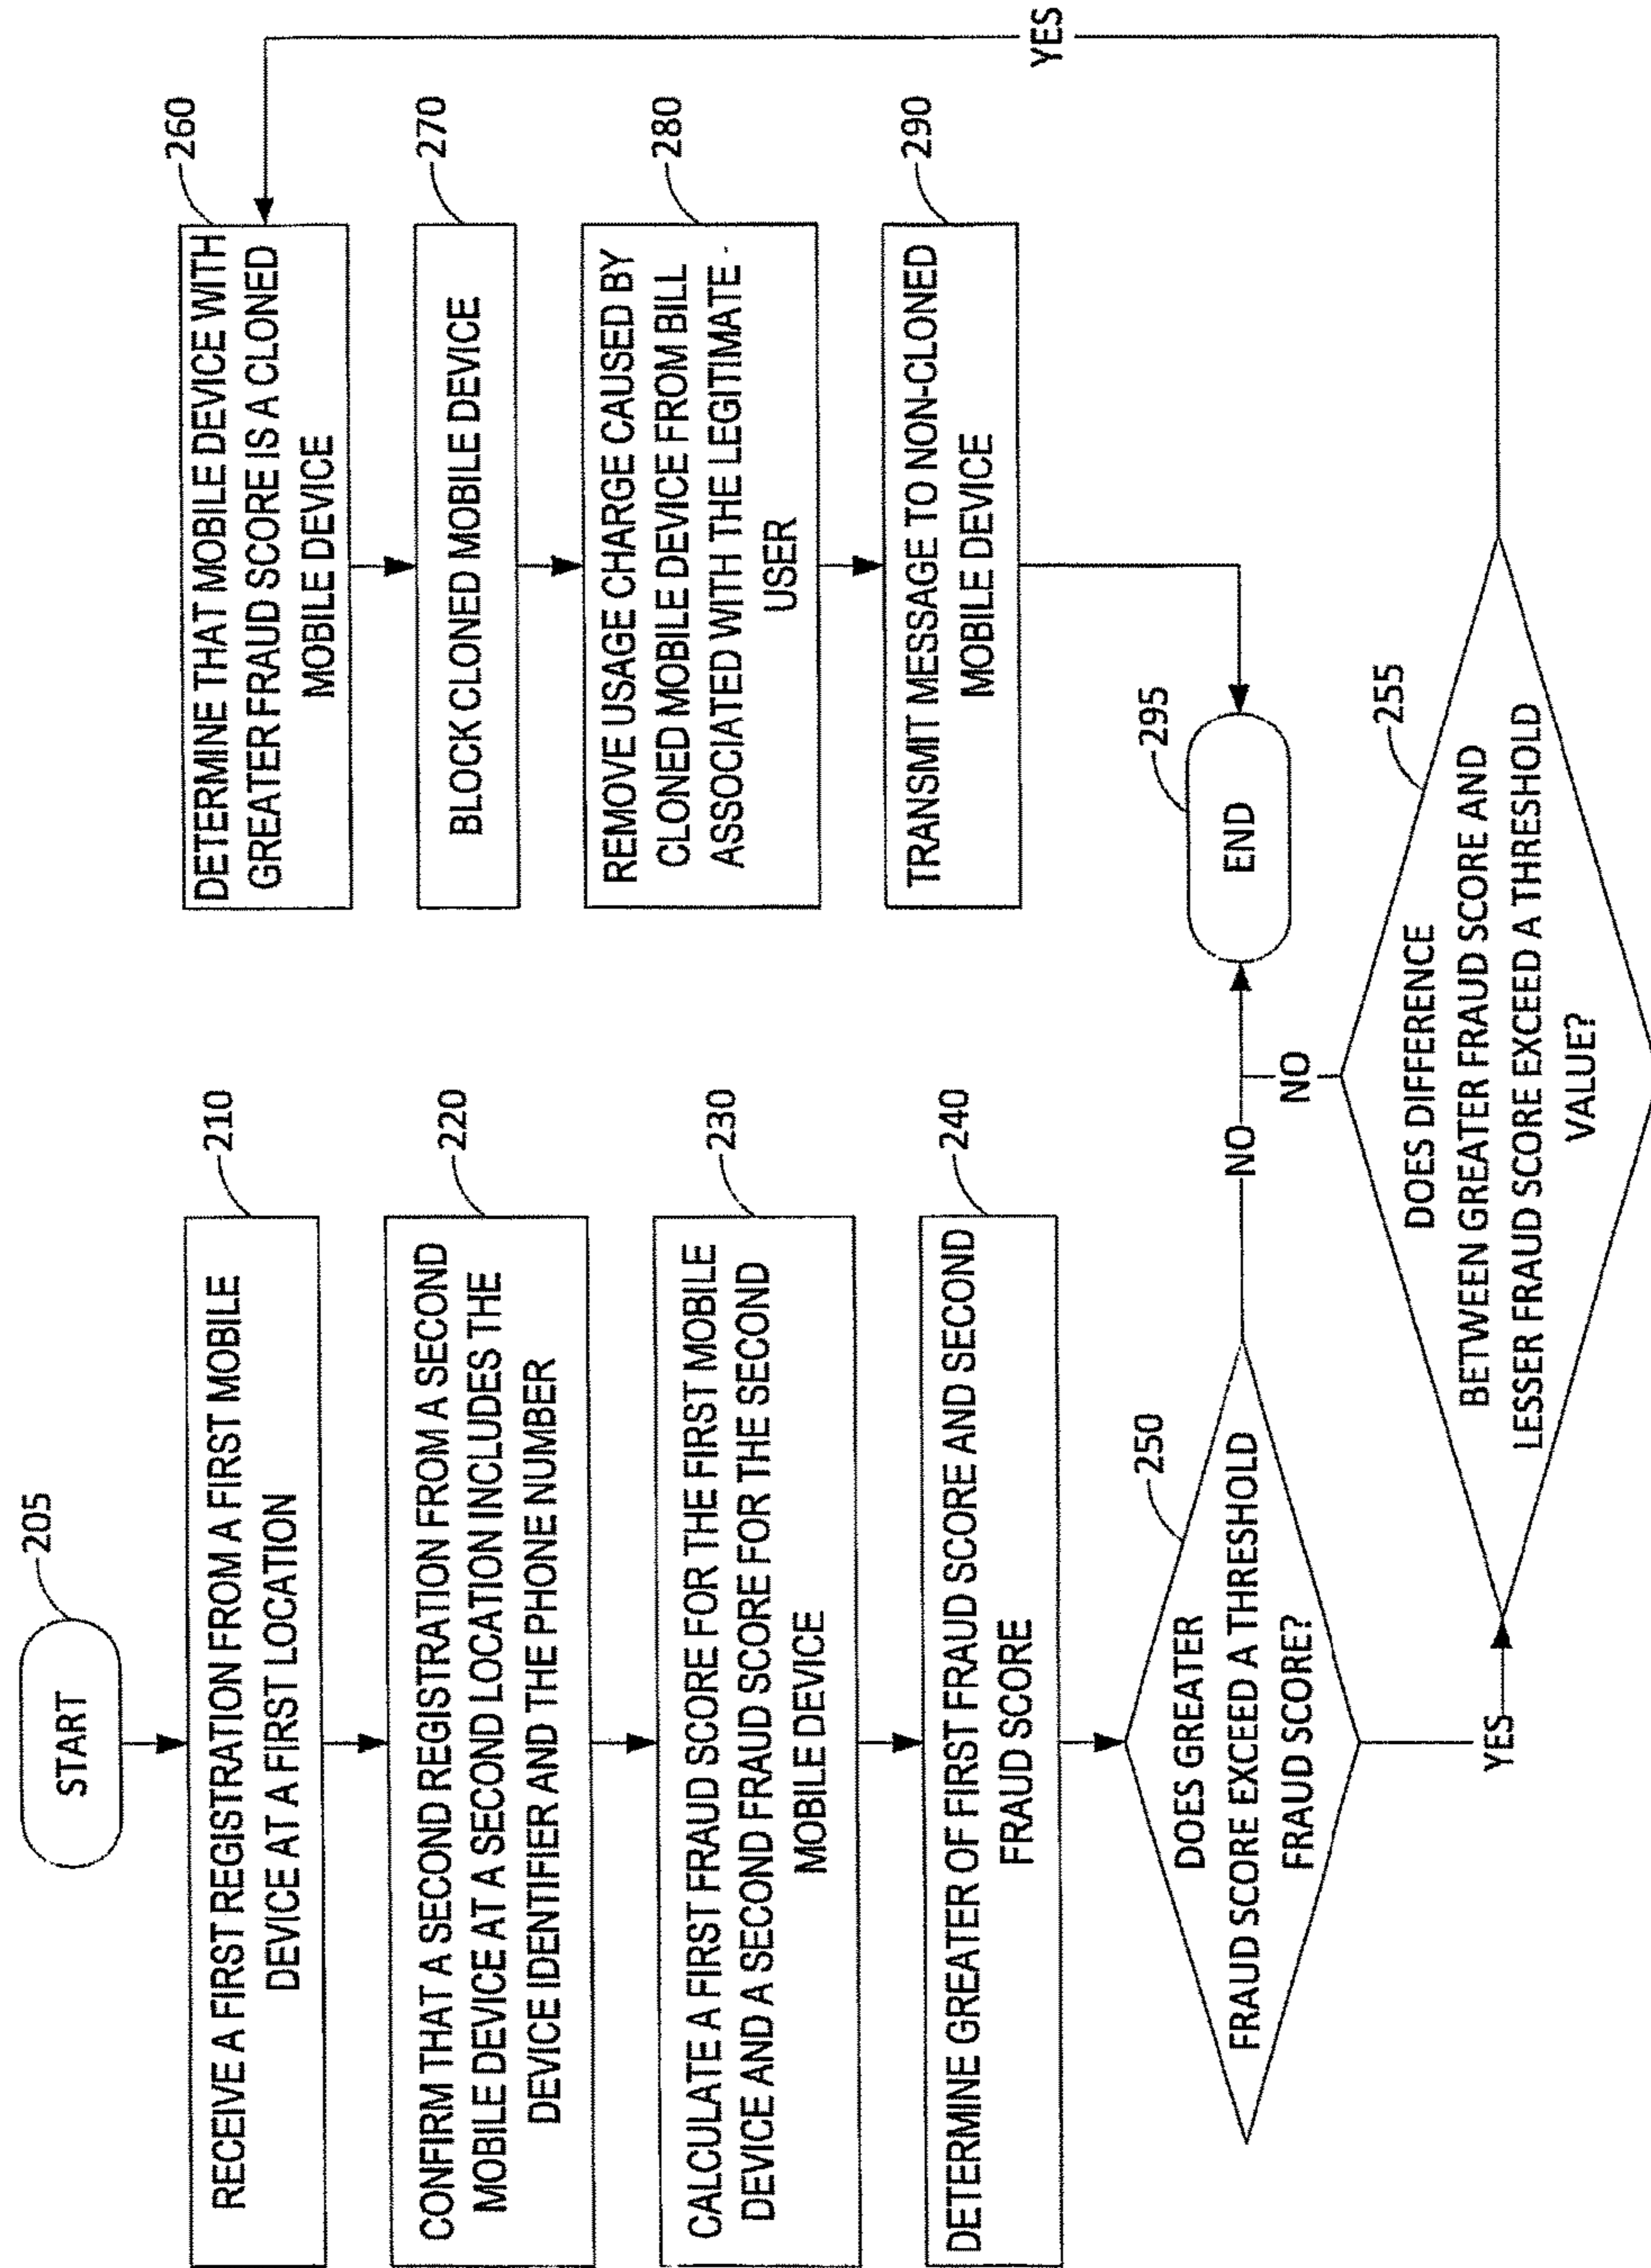 START
205
RECEIVE A FIRST REGISTRATION FROM A FIRST MOBILE
DEVICE AT A FIRST LOCATION
210
CONFIRM THAT A SECOND REGISTRATION FROM A SECOND
MOBILE DEVICE AT A SECOND LOCATION INCLUDES THE
DEVICE IDENTIFIER AND THE PHONE NUMBER
220
CALCULATE A FIRST FRAUD SCORE FOR THE FIRST MOBILE
DEVICE AND A SECOND FRAUD SCORE FOR THE SECOND
MOBILE DEVICE
230
DETERMINE GREATER OF FIRST FRAUD SCORE AND SECOND
FRAUD SCORE
240
DOES GREATER
FRAUD SCORE EXCEED A THRESHOLD
FRAUD SCORE?
250
NO
YES
DOES DIFFERENCE
BETWEEN GREATER FRAUD SCORE AND
LESSER FRAUD SCORE EXCEED A THRESHOLD
VALUE?
255
NO
YES
DETERMINE THAT MOBILE DEVICE WITH
GREATER FRAUD SCORE IS A CLONED
MOBILE DEVICE
260
BLOCK CLONED MOBILE DEVICE
270
REMOVE USAGE CHARGE CAUSED BY
CLONED MOBILE DEVICE FROM BILL
ASSOCIATED WITH THE LEGITIMATE
USER
280
TRANSMIT MESSAGE TO NON-CLONED
MOBILE DEVICE
290
END
295